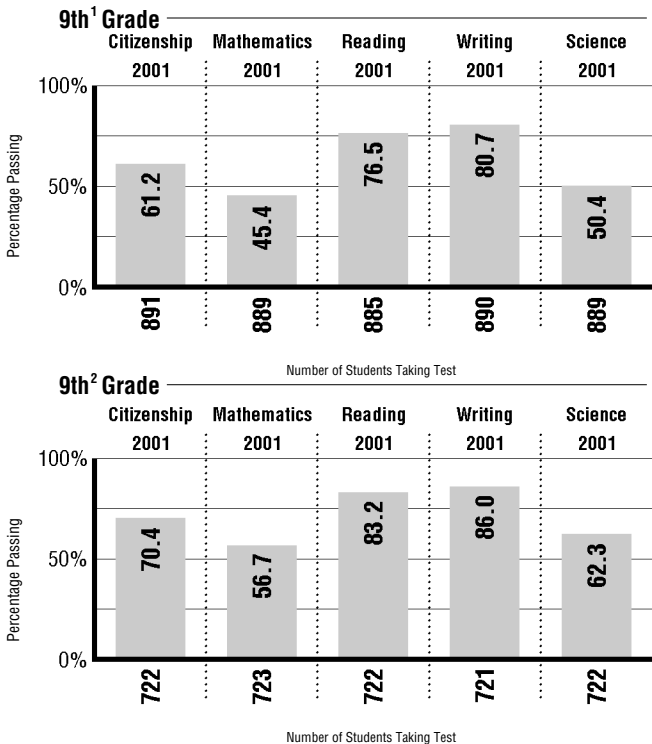 9th¹ Grade
Citizenship Mathematics Reading Writing Science
2001 2001 2001 2001 2001
100%
50%
0%
Percentage Passing
61.2 45.4 76.5 80.7 50.4
891 889 885 890 889
Number of Students Taking Test
9th² Grade
Citizenship Mathematics Reading Writing Science
2001 2001 2001 2001 2001
100%
50%
0%
Percentage Passing
70.4 56.7 83.2 86.0 62.3
722 723 722 721 722
Number of Students Taking Test